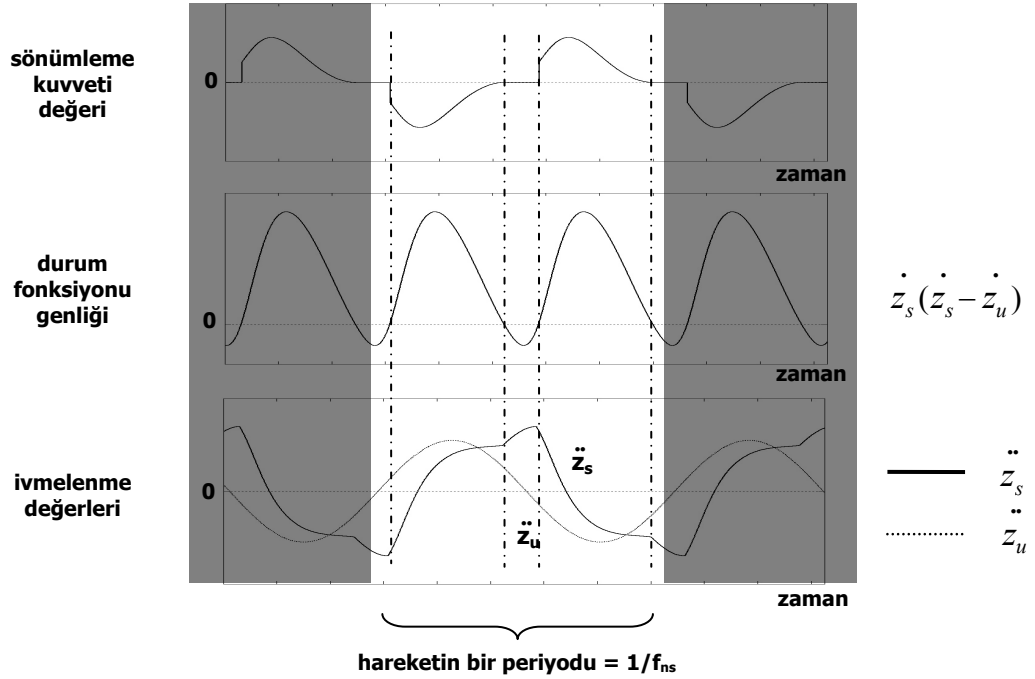 sönümleme
kuvveti
değeri
0
zaman
durum
fonksiyonu
genliği
0
zaman
ż_s(ż_s − ż_u)
ivmelenme
değerleri
0
z̈_s
z̈_u
z̈_s
z̈_u
zaman
hareketin bir periyodu = 1/f_ns